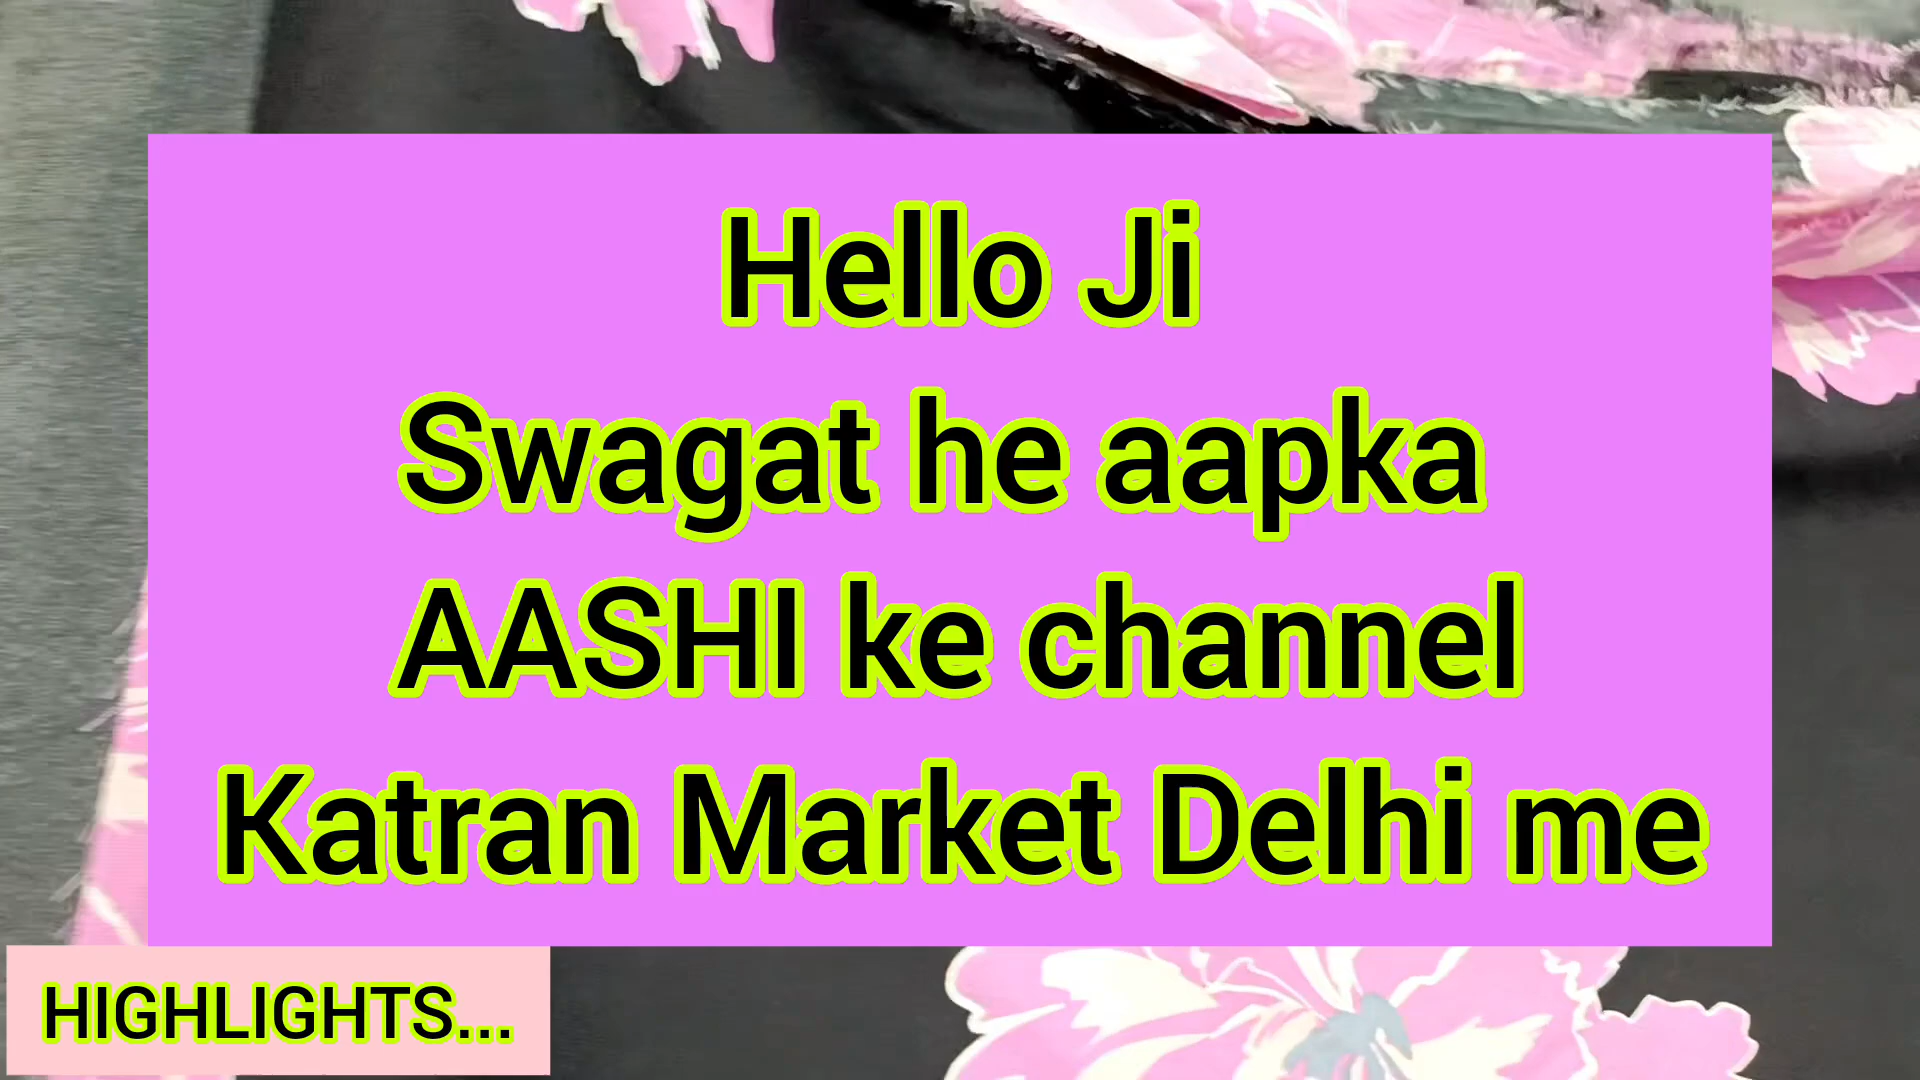 Hello Ji
Swagat he aapka
AASHI ke channel
Katran Market Delhi me
HIGHLIGHTS...